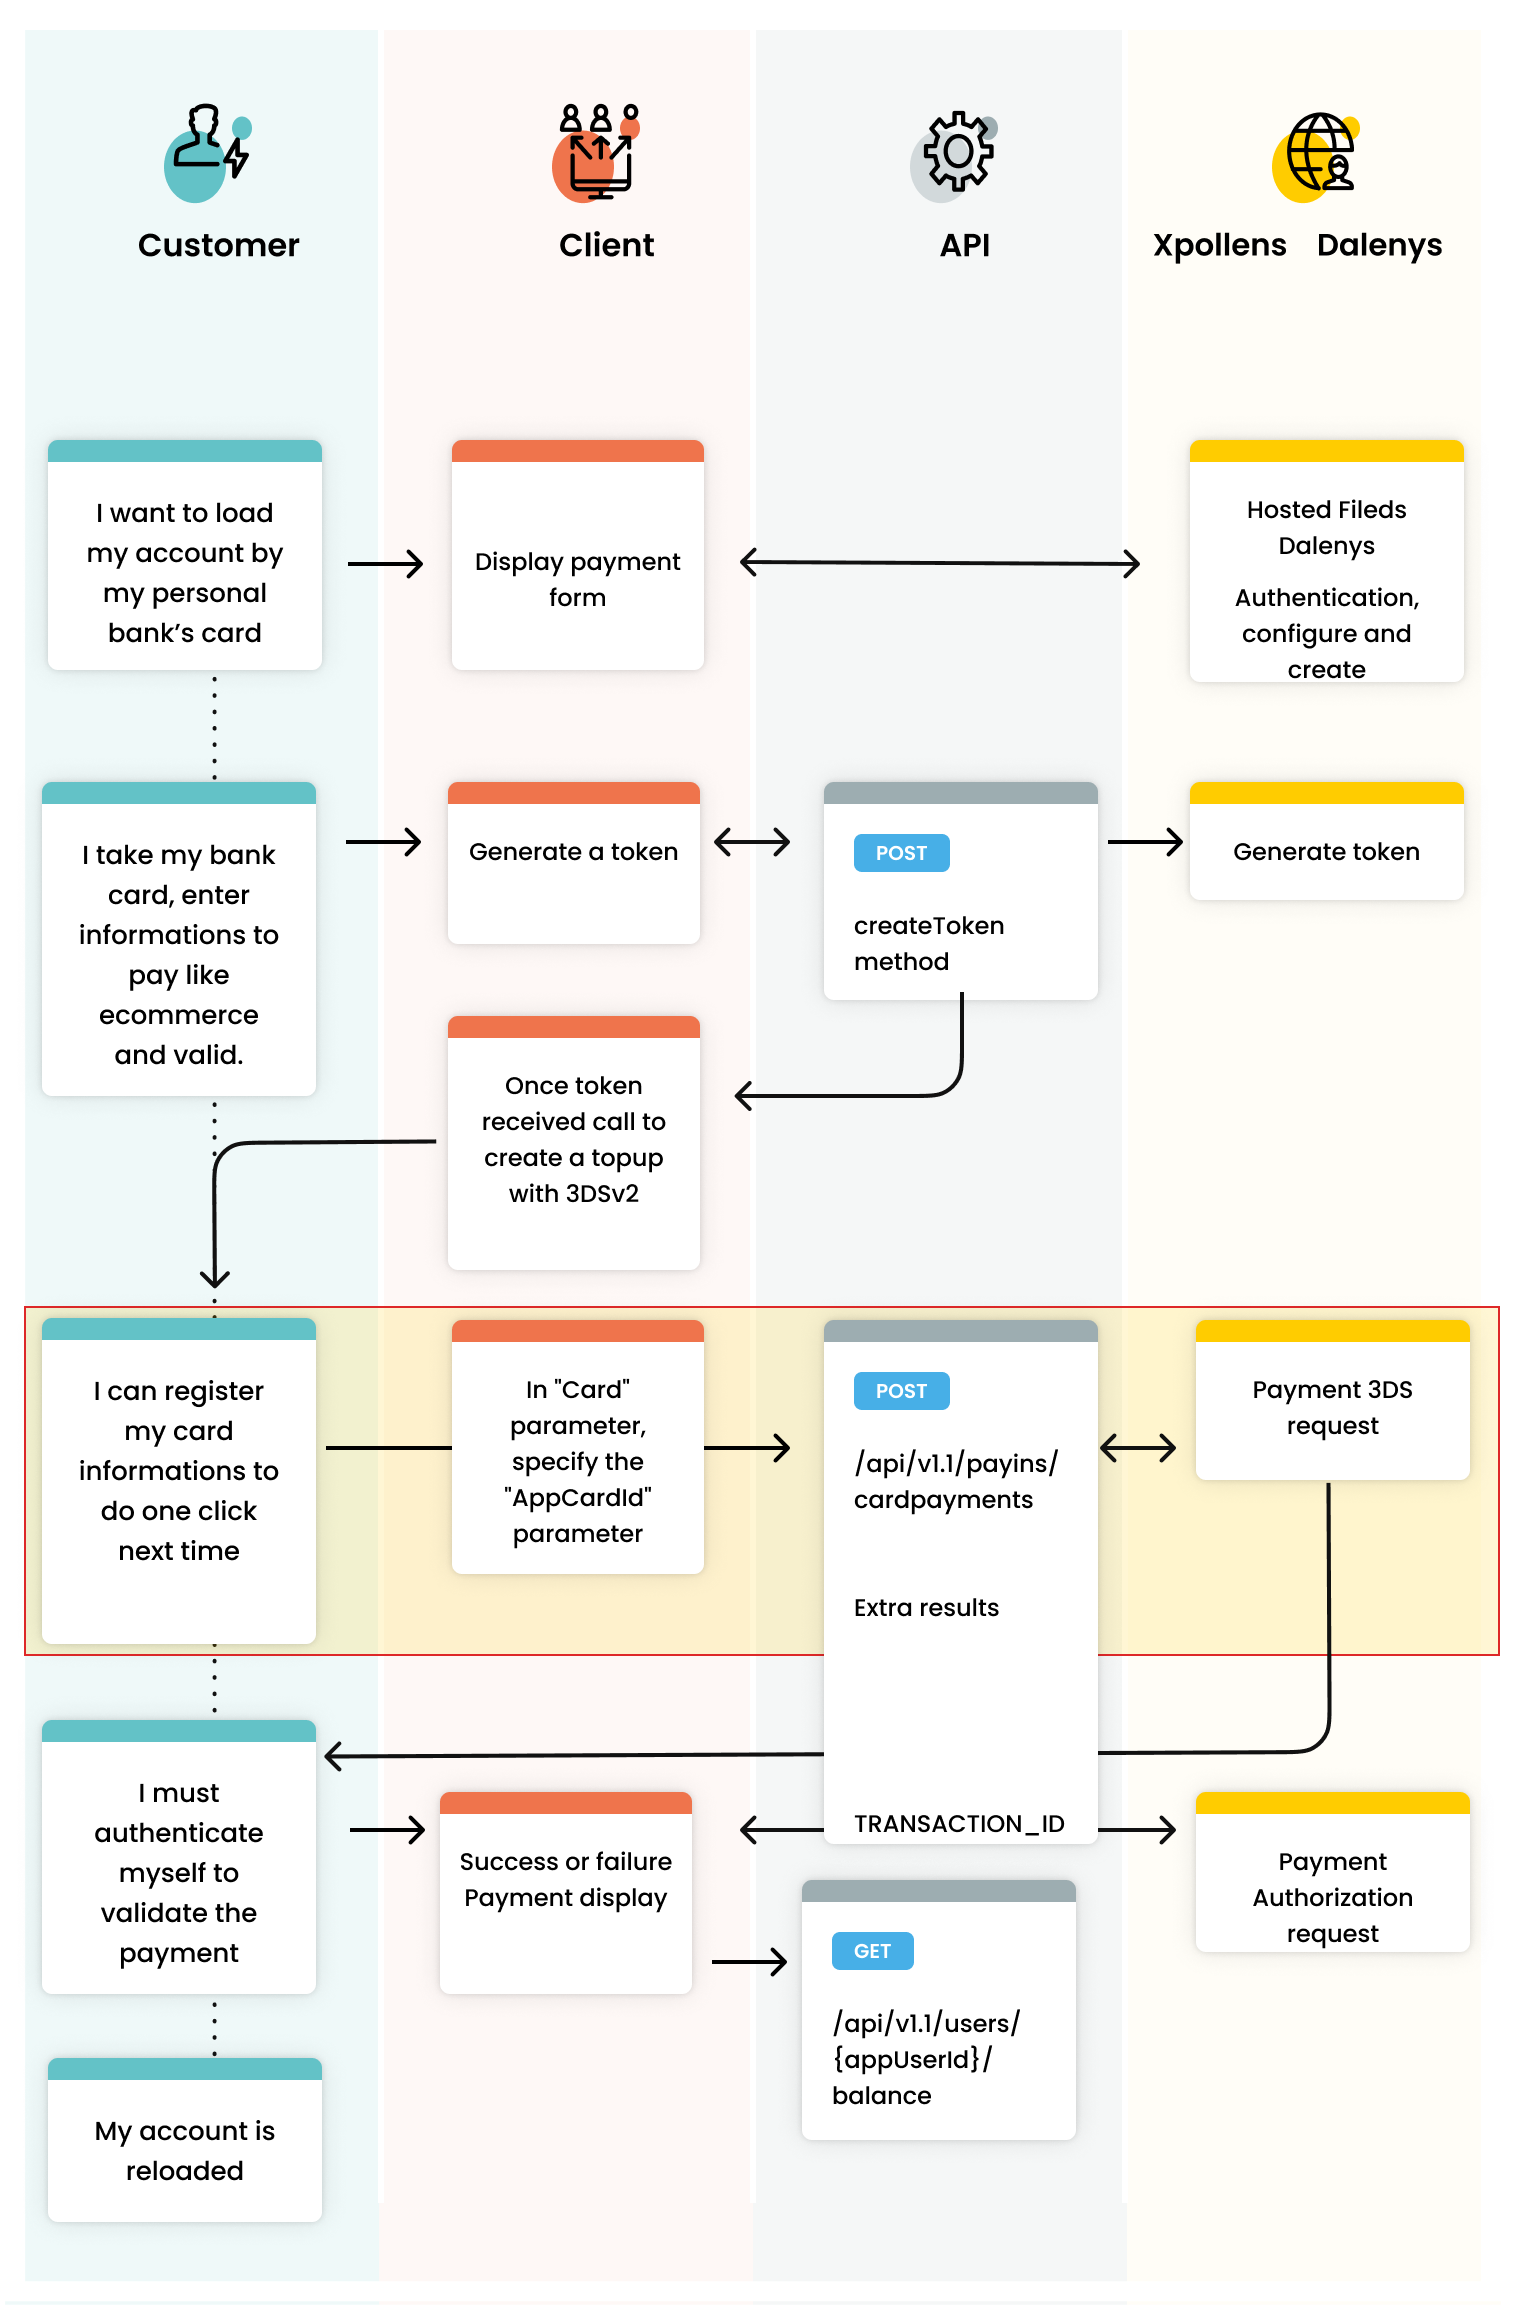 Customer
Client
API
Xpollens Dalenys
I want to load
my account by
my personal
bank's card
Display payment
form
Hosted Fileds
Dalenys
Authentication,
configure and
create
I take my bank
card, enter
informations to
pay like
ecommerce
and valid.
Generate a token
POST
createToken
method
Generate token
Once token
received call to
create a topup
with 3DSv2
I can register
my card
informations to
do one click
next time
In "Card"
parameter,
specify the
"AppCardId"
parameter
POST
/api/v1.1/payins/
cardpayments
Extra results
TRANSACTION_ID
Payment 3DS
request
I must
authenticate
myself to
validate the
payment
Success or failure
Payment display
Payment
Authorization
request
GET
/api/v1.1/users/
{appUserId}/
balance
My account is
reloaded